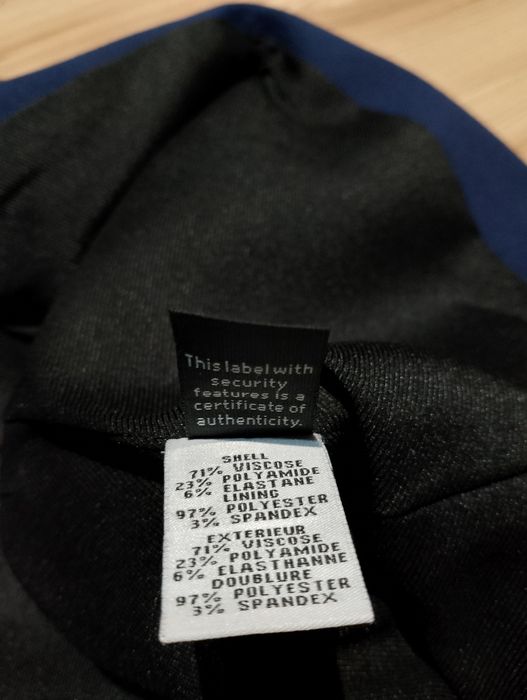 This label with
security
features is a
certificate of
authenticity.
SHELL
71% VISCOSE
23% POLYAMIDE
6% ELASTANE
LINING
97% POLYESTER
3% SPANDEX
EXTERIEUR
71% VISCOSE
23% POLYAMIDE
6% ELASTHANNE
DOUBLURE
97% POLYESTER
3% SPANDEX